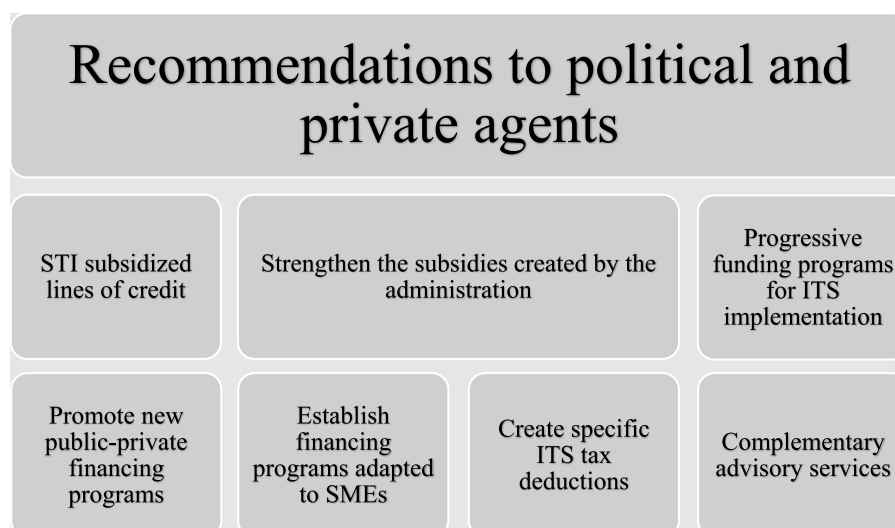 Recommendations to political and
private agents
STI subsidized
lines of credit
Strengthen the subsidies created by the
administration
Progressive
funding programs
for ITS
implementation
Promote new
public-private
financing
programs
Establish
financing
programs adapted
to SMEs
Create specific
ITS tax
deductions
Complementary
advisory services